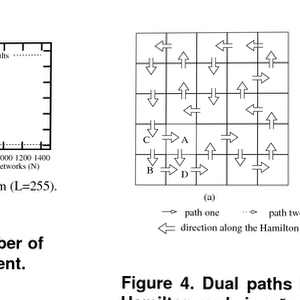 ults
000 1200 1400
etworks (N)
m (L=255).
ber of
ent.
C
A
B
D
(a)
path one
path two
direction along the Hamilton
Figure 4. Dual paths